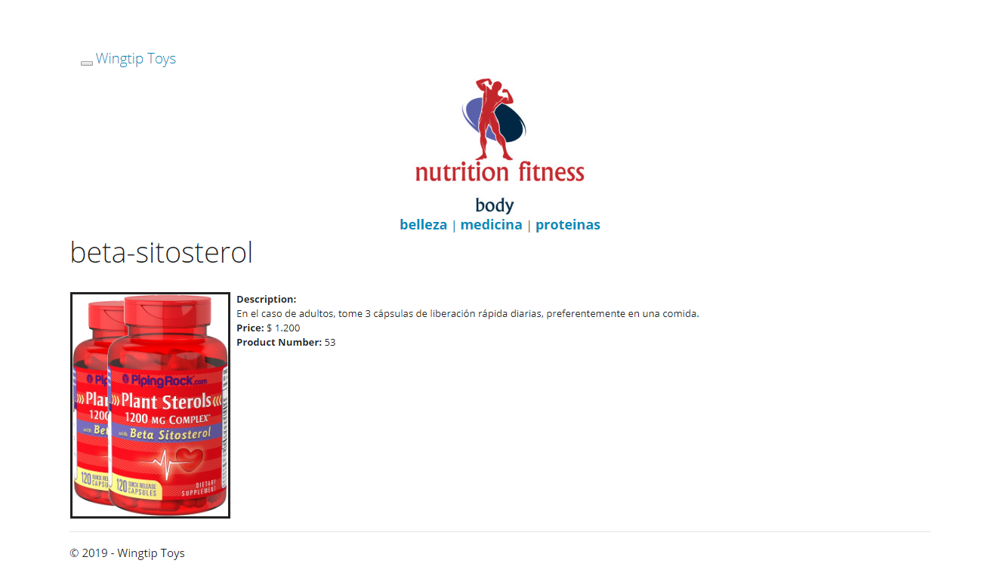 Wingtip Toys
nutrition fitness
body
belleza | medicina | proteinas
beta-sitosterol
Description:
En el caso de adultos, tome 3 cápsulas de liberación rápida diarias, preferentemente en una comida.
Price: $ 1.200
Product Number: 53
PipingRock.com
Plant Sterols
1200 MG COMPLEX
with Beta Sitosterol
120 QUICK RELEASE
CAPSULES
DIETARY
SUPPLEMENT
© 2019 - Wingtip Toys